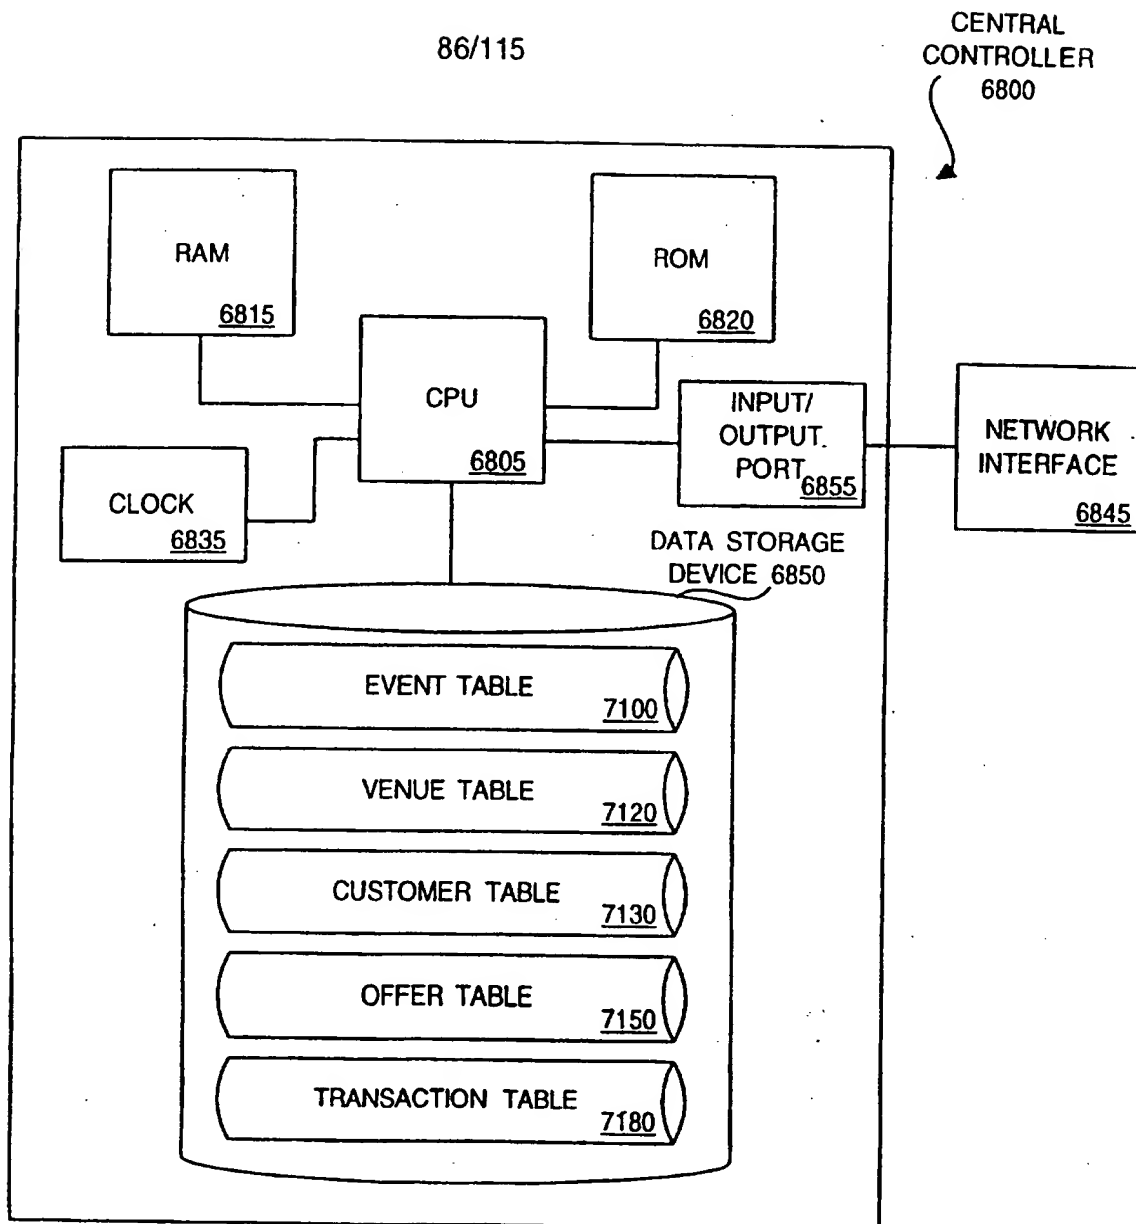 86/115
CENTRAL
CONTROLLER
6800
RAM
6815
ROM
6820
CPU
6805
INPUT/
OUTPUT
PORT
6855
NETWORK
INTERFACE
6845
CLOCK
6835
DATA STORAGE
DEVICE 6850
EVENT TABLE
7100
VENUE TABLE
7120
CUSTOMER TABLE
7130
OFFER TABLE
7150
TRANSACTION TABLE
7180